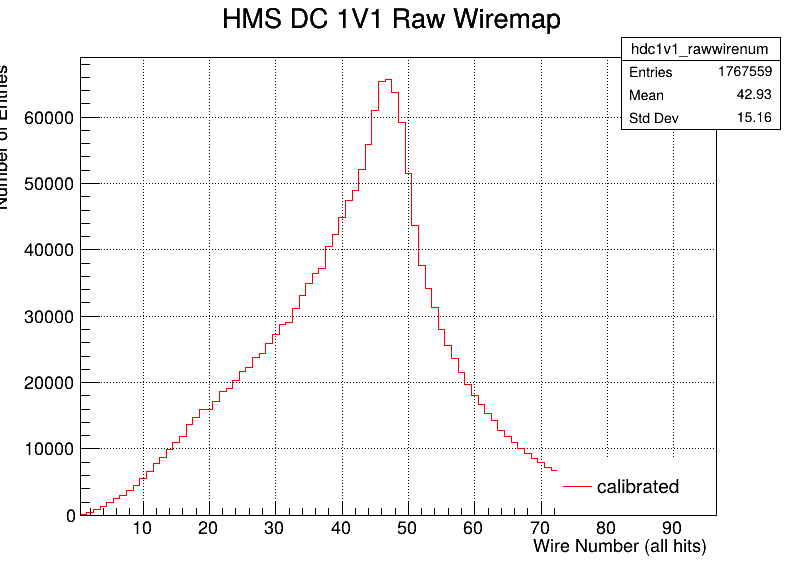 HMS DC 1V1 Raw Wiremap
hdc1v1_rawwirenum
Entries 1767559
Mean 42.93
Std Dev 15.16
Number of Entries
60000
50000
40000
30000
20000
10000
0
calibrated
10 20 30 40 50 60 70 80 90
Wire Number (all hits)